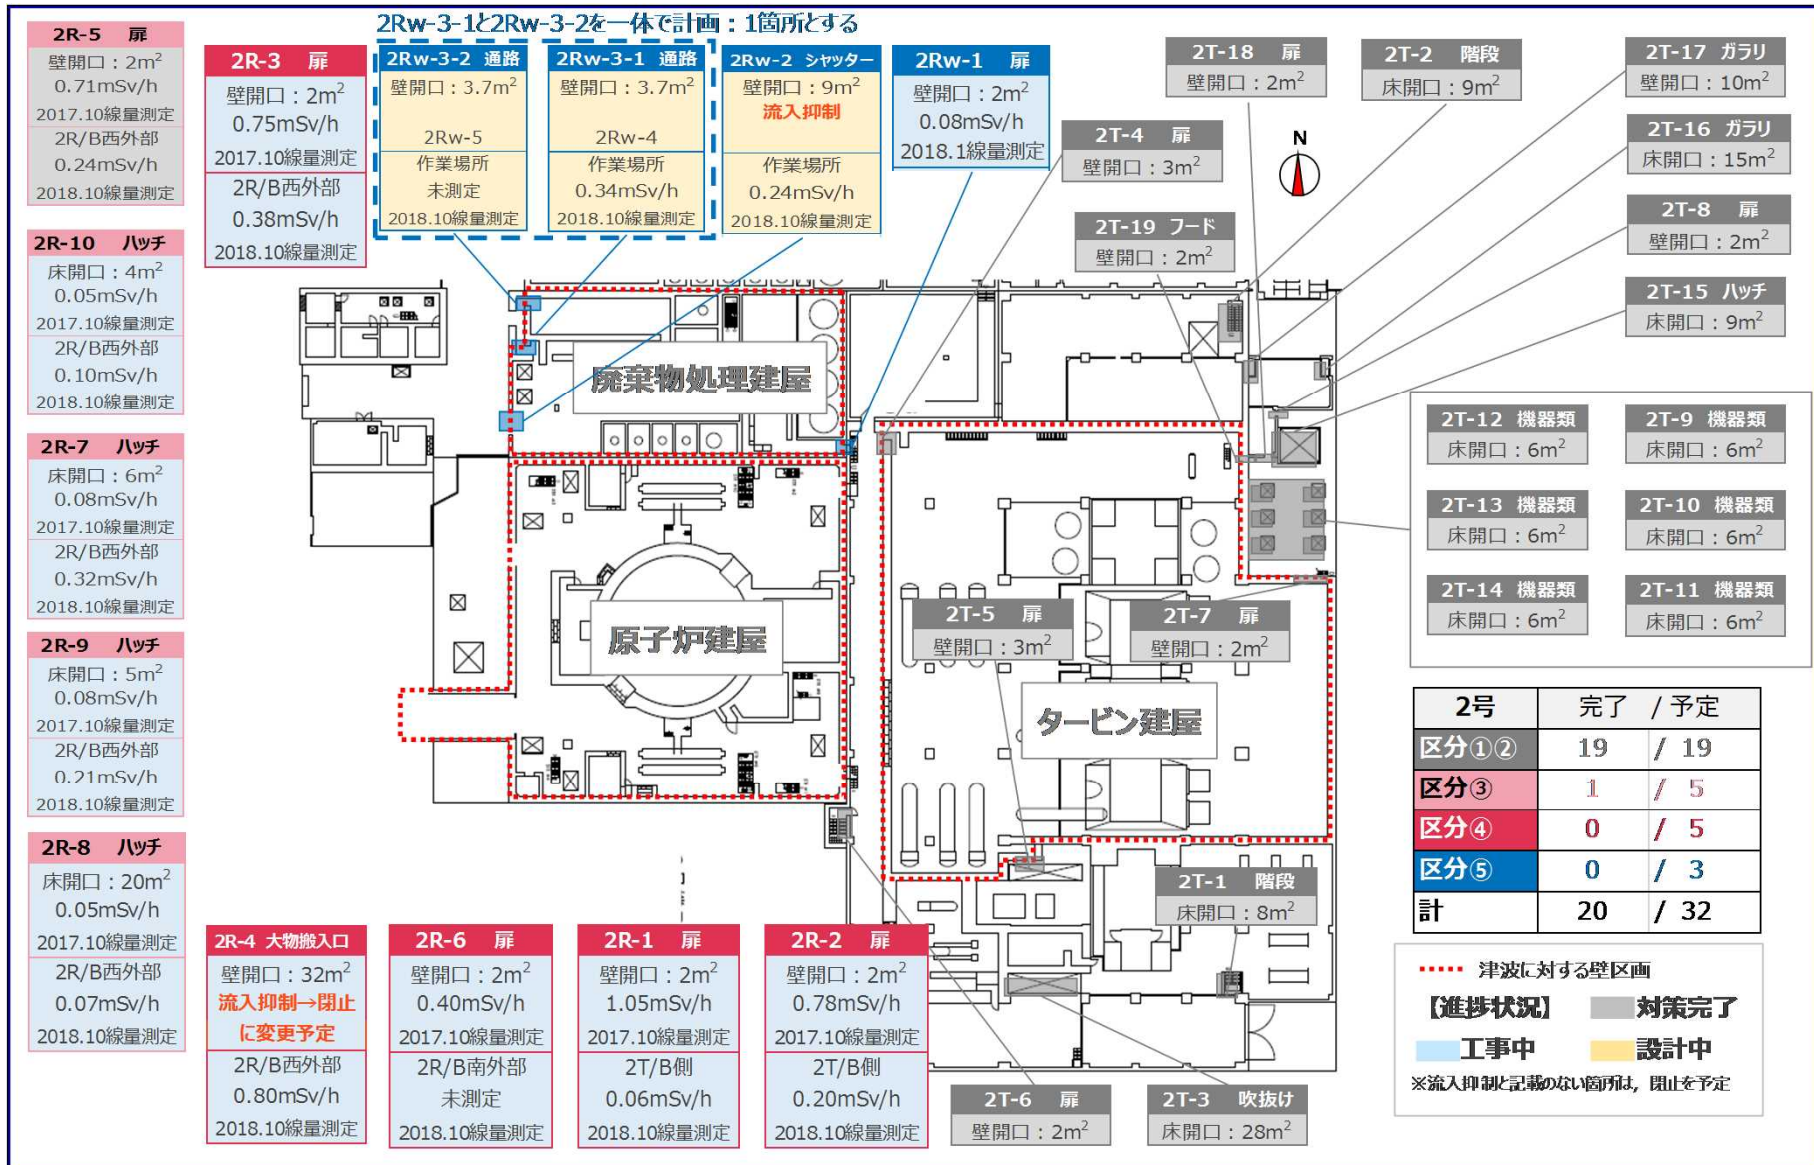 2Rw-3-1と2Rw-3-2を一体で計画：1箇所とする
2R-5 扉
壁開口：2m²
0.71mSv/h
2017.10線量測定
2R/B西外部
0.24mSv/h
2018.10線量測定
2R-3 扉
壁開口：2m²
0.75mSv/h
2017.10線量測定
2R/B西外部
0.38mSv/h
2018.10線量測定
2Rw-3-2 通路
壁開口：3.7m²
2Rw-5
作業場所
未測定
2018.10線量測定
2Rw-3-1 通路
壁開口：3.7m²
2Rw-4
作業場所
0.34mSv/h
2018.10線量測定
2Rw-2 シャッター
壁開口：9m²
流入抑制
作業場所
0.24mSv/h
2018.10線量測定
2Rw-1 扉
壁開口：2m²
0.08mSv/h
2018.1線量測定
2T-18 扉
壁開口：2m²
2T-2 階段
床開口：9m²
2T-17 ガラリ
壁開口：10m²
2T-4 扉
壁開口：3m²
N
2T-16 ガラリ
床開口：15m²
2T-19 フード
壁開口：2m²
2T-8 扉
壁開口：2m²
2T-15 ハッチ
床開口：9m²
2R-10 ハッチ
床開口：4m²
0.05mSv/h
2017.10線量測定
2R/B西外部
0.10mSv/h
2018.10線量測定
2R-7 ハッチ
床開口：6m²
0.08mSv/h
2017.10線量測定
2R/B西外部
0.32mSv/h
2018.10線量測定
2R-9 ハッチ
床開口：5m²
0.08mSv/h
2017.10線量測定
2R/B西外部
0.21mSv/h
2018.10線量測定
2R-8 ハッチ
床開口：20m²
0.05mSv/h
2017.10線量測定
2R/B西外部
0.07mSv/h
2018.10線量測定
廃棄物処理建屋
原子炉建屋
タービン建屋
2T-12 機器類
床開口：6m²
2T-9 機器類
床開口：6m²
2T-13 機器類
床開口：6m²
2T-10 機器類
床開口：6m²
2T-14 機器類
床開口：6m²
2T-11 機器類
床開口：6m²
2T-5 扉
壁開口：3m²
2T-7 扉
壁開口：2m²
2T-1 階段
床開口：8m²
2R-4 大物搬入口
壁開口：32m²
流入抑制→閉止
に変更予定
2R/B西外部
0.80mSv/h
2018.10線量測定
2R-6 扉
壁開口：2m²
0.40mSv/h
2017.10線量測定
2R/B南外部
未測定
2018.10線量測定
2R-1 扉
壁開口：2m²
1.05mSv/h
2017.10線量測定
2T/B側
0.06mSv/h
2018.10線量測定
2R-2 扉
壁開口：2m²
0.78mSv/h
2017.10線量測定
2T/B側
0.20mSv/h
2018.10線量測定
2T-6 扉
壁開口：2m²
2T-3 吹抜け
床開口：28m²
2号 完了 / 予定
区分①② 19 / 19
区分③ 1 / 5
区分④ 0 / 5
区分⑤ 0 / 3
計 20 / 32
津波に対する壁区画
【進捗状況】 対策完了
工事中 設計中
※流入抑制と記載のない箇所は，閉止を予定